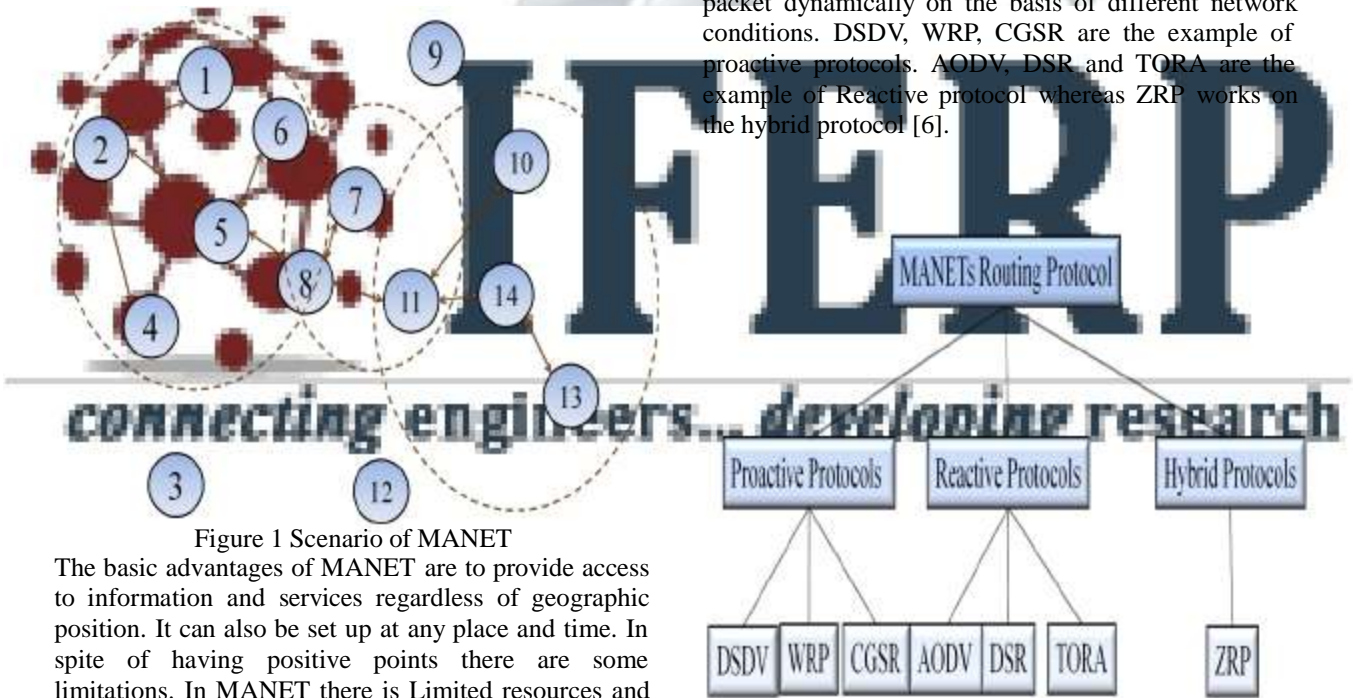 9
1
6
2
10
7
5
8
14
11
4
13
3
12
Figure 1 Scenario of MANET
The basic advantages of MANET are to provide access
to information and services regardless of geographic
position. It can also be set up at any place and time. In
spite of having positive points there are some
limitations. In MANET there is Limited resources and
packet dynamically on the basis of different network
conditions. DSDV, WRP, CGSR are the example of
proactive protocols. AODV, DSR and TORA are the
example of Reactive protocol whereas ZRP works on
the hybrid protocol [6].
MANETs Routing Protocol
Proactive Protocols
Reactive Protocols
Hybrid Protocols
DSDV
WRP
CGSR
AODV
DSR
TORA
ZRP
IFERP
connecting engineers... developing research